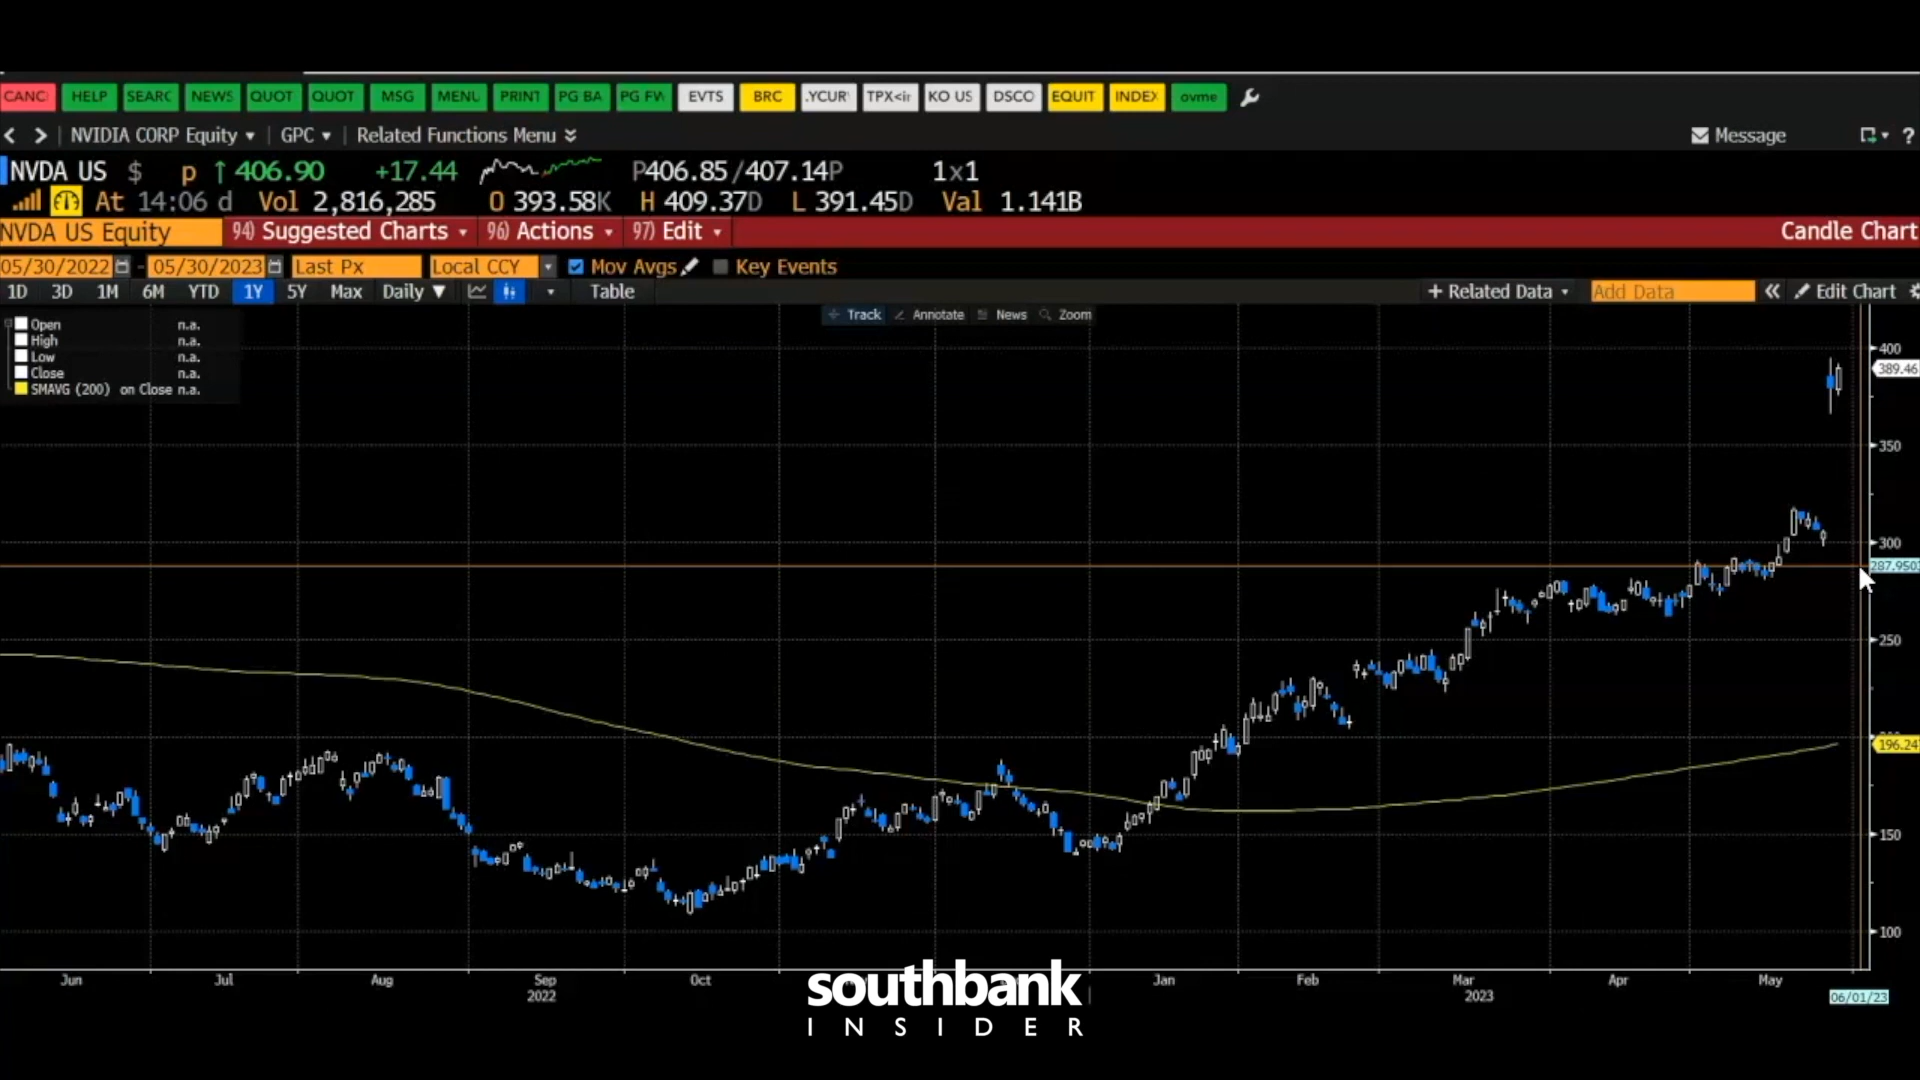 CANC HELP SEARC NEWS QUOT QUOT MSG MENU PRINT PG BA PG FW EVTS BRC .YCUR TPX<ir KO US DSCO EQUIT INDEX ovme
< > NVIDIA CORP Equity GPC Related Functions Menu Message ?
NVDA US $ p ↑ 406.90 +17.44 P406.85 /407.14P 1x1
At 14:06 d Vol 2,816,285 O 393.58K H 409.37D L 391.45D Val 1.141B
NVDA US Equity 94) Suggested Charts 96) Actions 97) Edit Candle Chart
05/30/2022 - 05/30/2023 Last Px Local CCY Mov Avgs Key Events
1D 3D 1M 6M YTD 1Y 5Y Max Daily ▼ Table + Related Data Add Data « Edit Chart
Track Annotate News Zoom
Open n.a.
High n.a.
Low n.a.
Close n.a.
SMAVG (200) on Close n.a.
400
389.46
350
300
287.950
250
196.24
150
100
Jun Jul Aug Sep Oct Jan Feb Mar Apr May
2022 2023 06/01/23
southbank
INSIDER